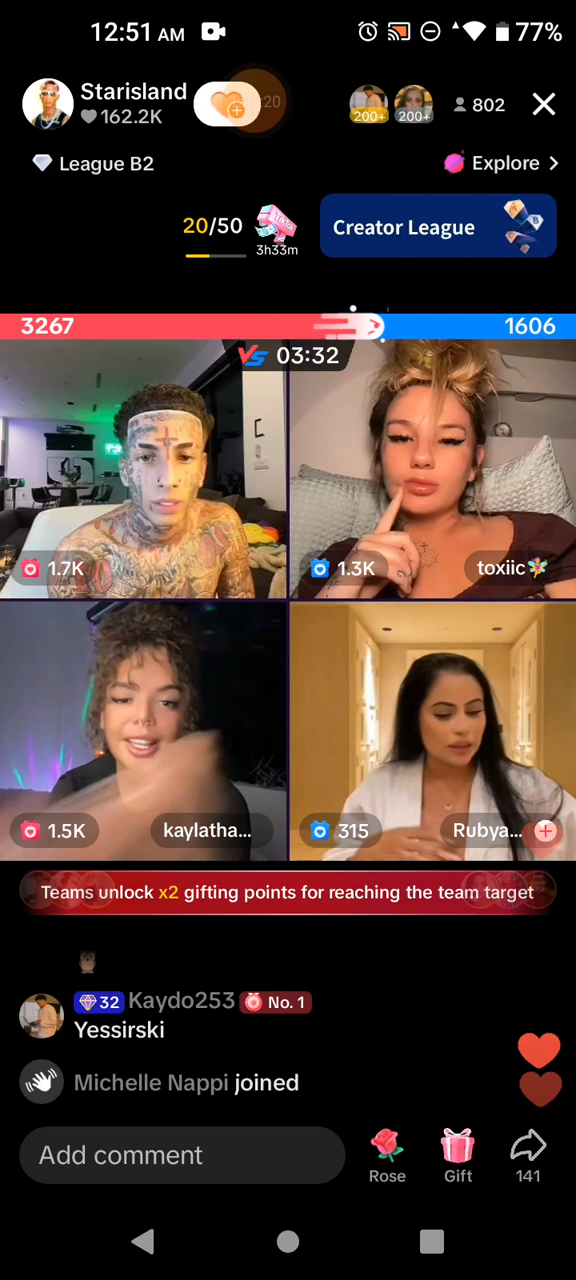 12:51 AM
77%
Starisland
162.2K
200+
200+
802
League B2
Explore >
20/50
TikTok
3h33m
Creator League
3267
1606
VS 03:32
1.7K
1.3K
toxiic
1.5K
kaylatha...
315
Rubya...
Teams unlock x2 gifting points for reaching the team target
32 Kaydo253 No. 1
Yessirski
Michelle Nappi joined
Add comment
Rose
Gift
141